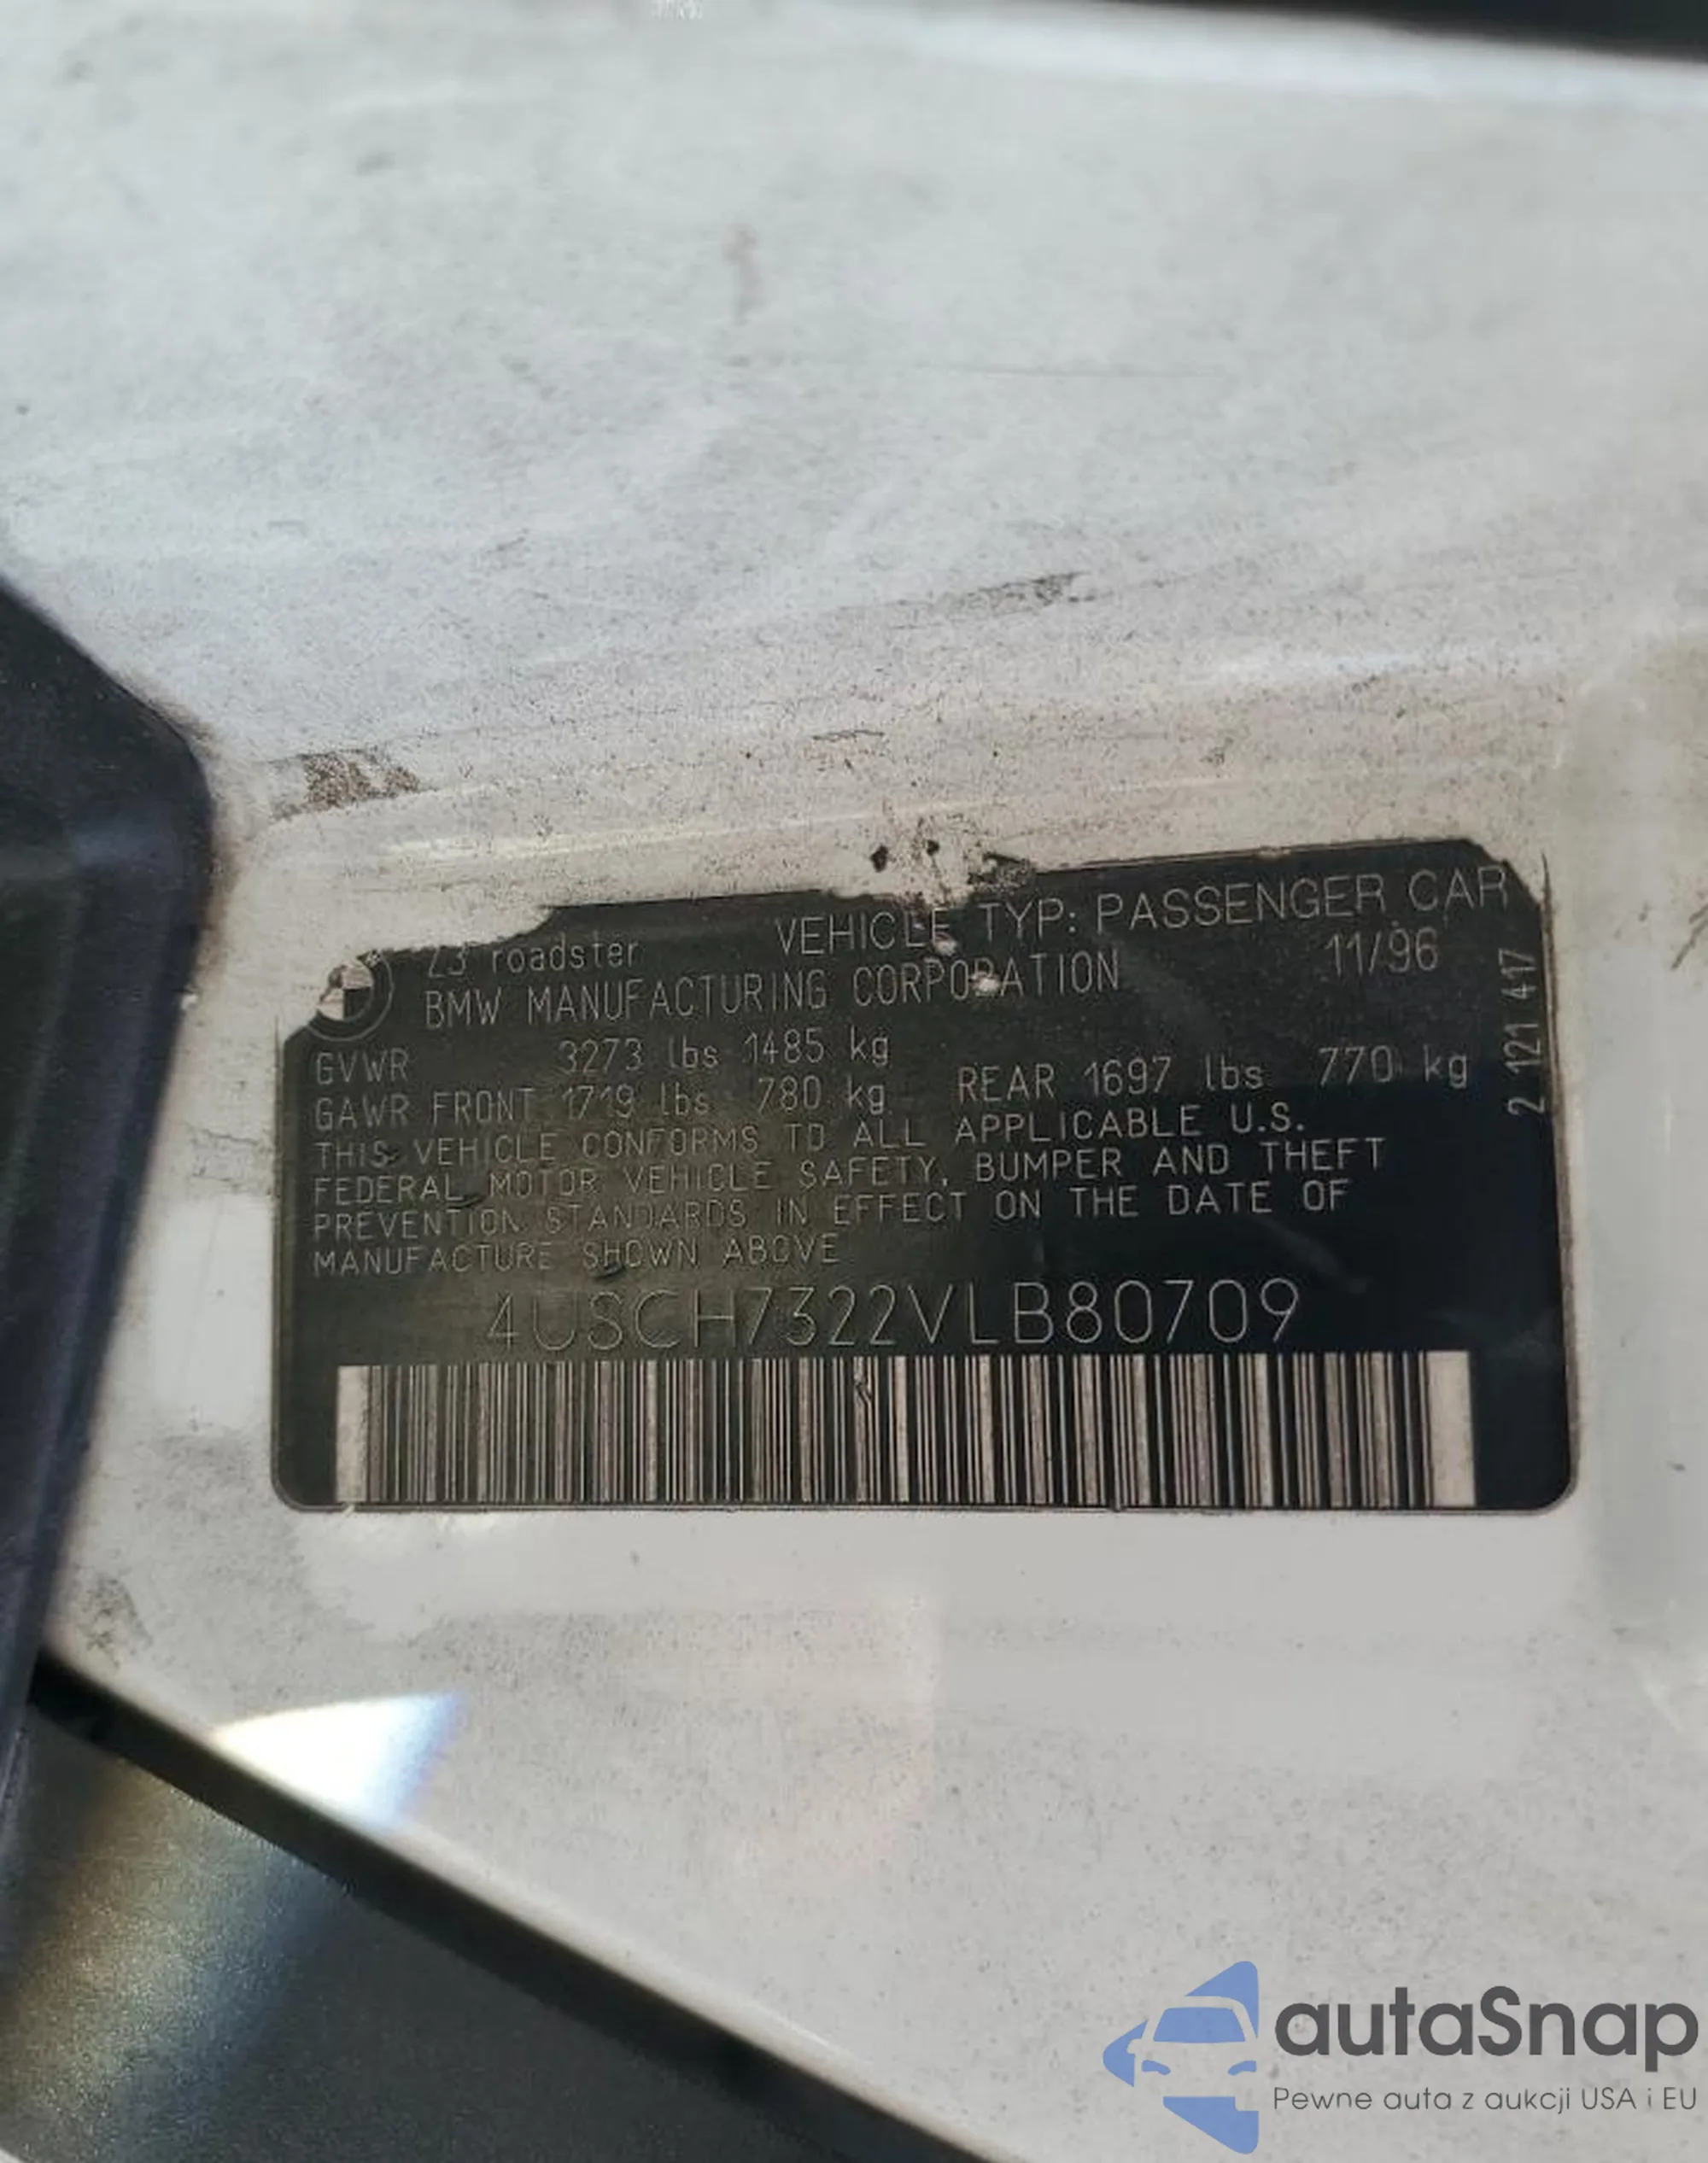 Z3 roadster VEHICLE TYP: PASSENGER CAR
BMW MANUFACTURING CORPORATION 11/96
GVWR 3273 lbs 1485 kg
GAWR FRONT 1719 lbs 780 kg REAR 1697 lbs 770 kg
THIS VEHICLE CONFORMS TO ALL APPLICABLE U.S.
FEDERAL MOTOR VEHICLE SAFETY, BUMPER AND THEFT
PREVENTION STANDARDS IN EFFECT ON THE DATE OF
MANUFACTURE SHOWN ABOVE
4USCH7322VLB80709
2 121 417
autaSnap
Pewne auta z aukcji USA i EU